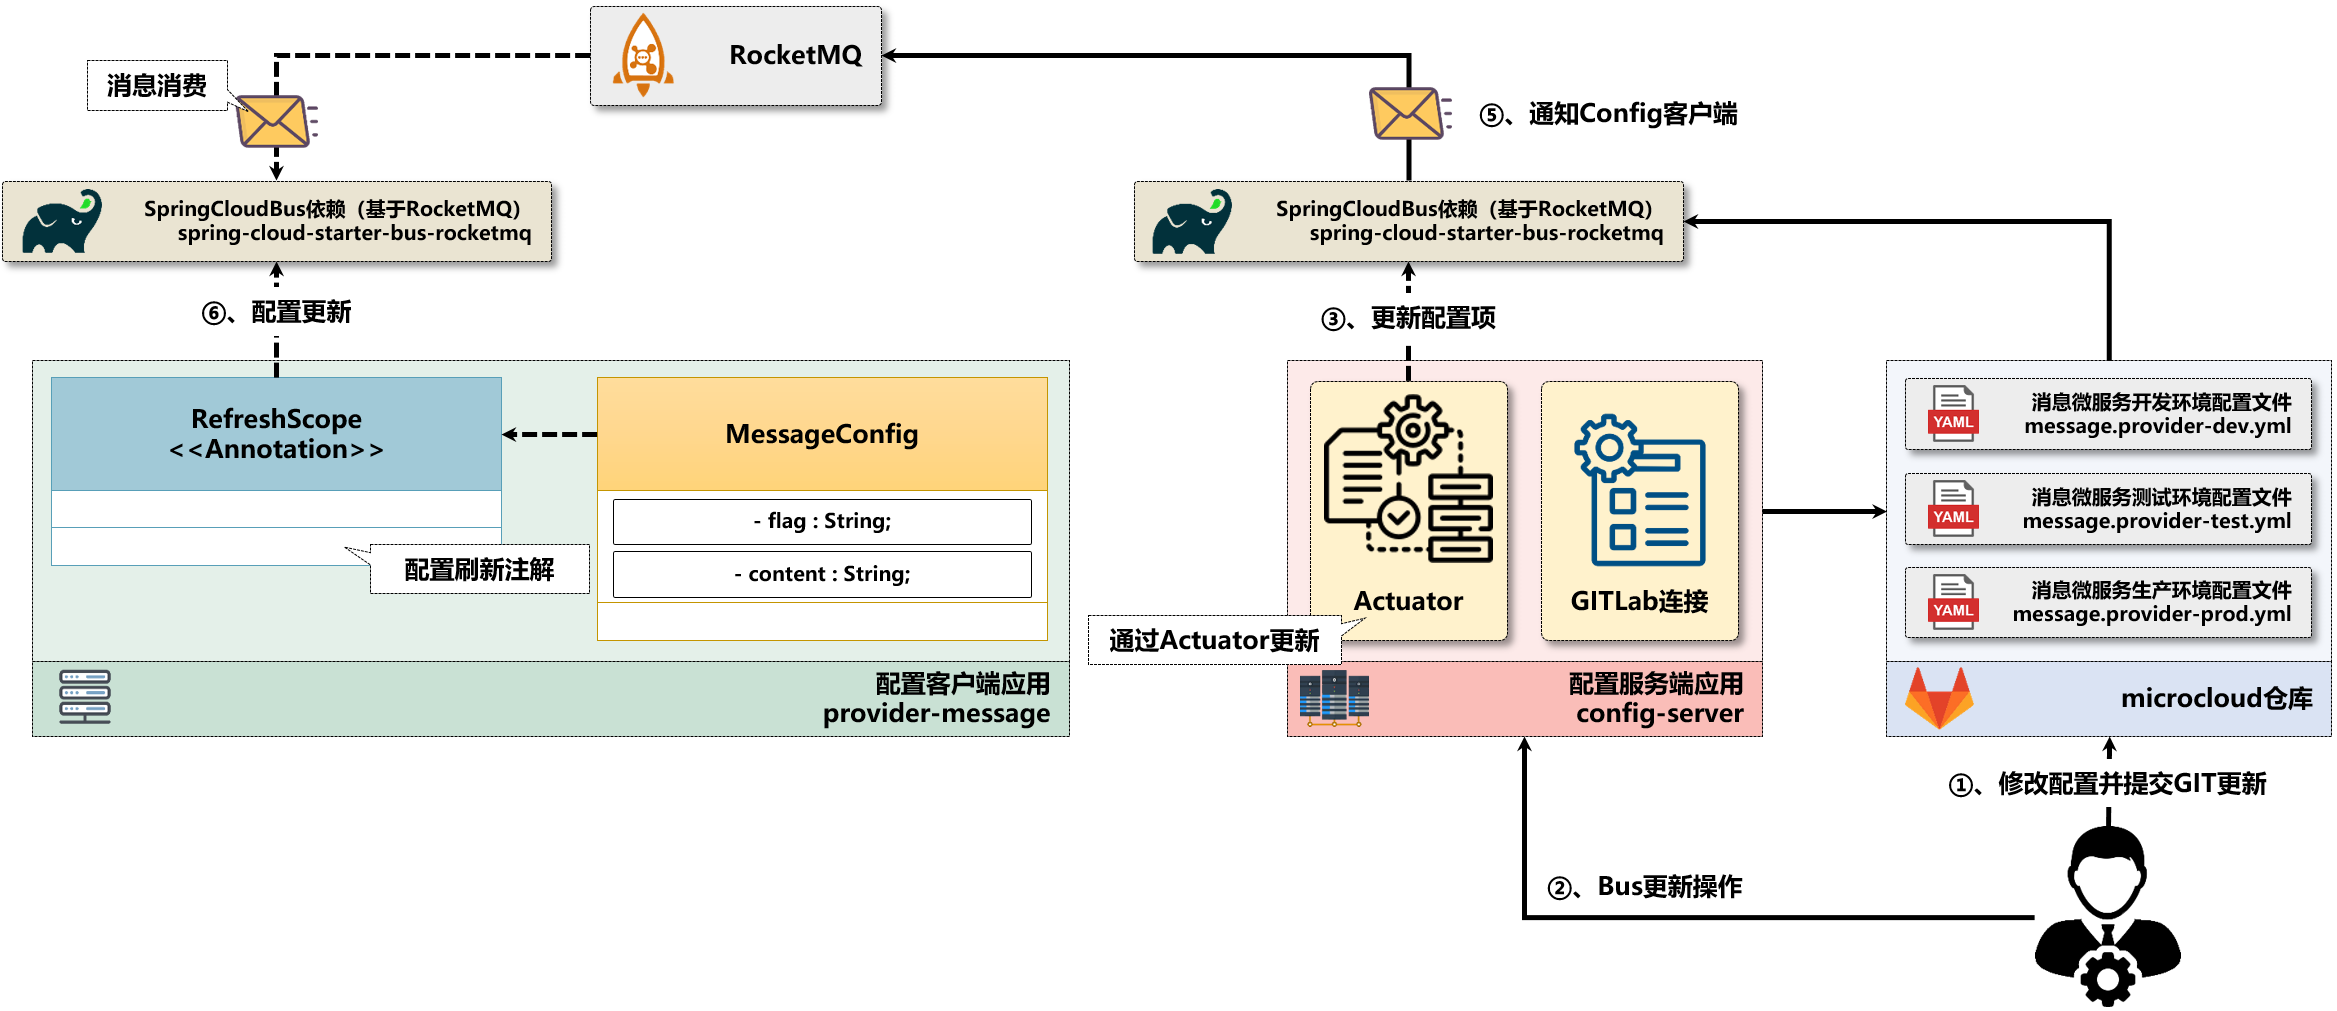 RocketMQ
消息消费
⑤、通知Config客户端
SpringCloudBus依赖（基于RocketMQ）
spring-cloud-starter-bus-rocketmq
SpringCloudBus依赖（基于RocketMQ）
spring-cloud-starter-bus-rocketmq
⑥、配置更新
③、更新配置项
RefreshScope
<<Annotation>>
MessageConfig
- flag : String;
- content : String;
配置刷新注解
配置客户端应用
provider-message
Actuator
GITLab连接
通过Actuator更新
配置服务端应用
config-server
YAML
消息微服务开发环境配置文件
message.provider-dev.yml
YAML
消息微服务测试环境配置文件
message.provider-test.yml
YAML
消息微服务生产环境配置文件
message.provider-prod.yml
microcloud仓库
①、修改配置并提交GIT更新
②、Bus更新操作